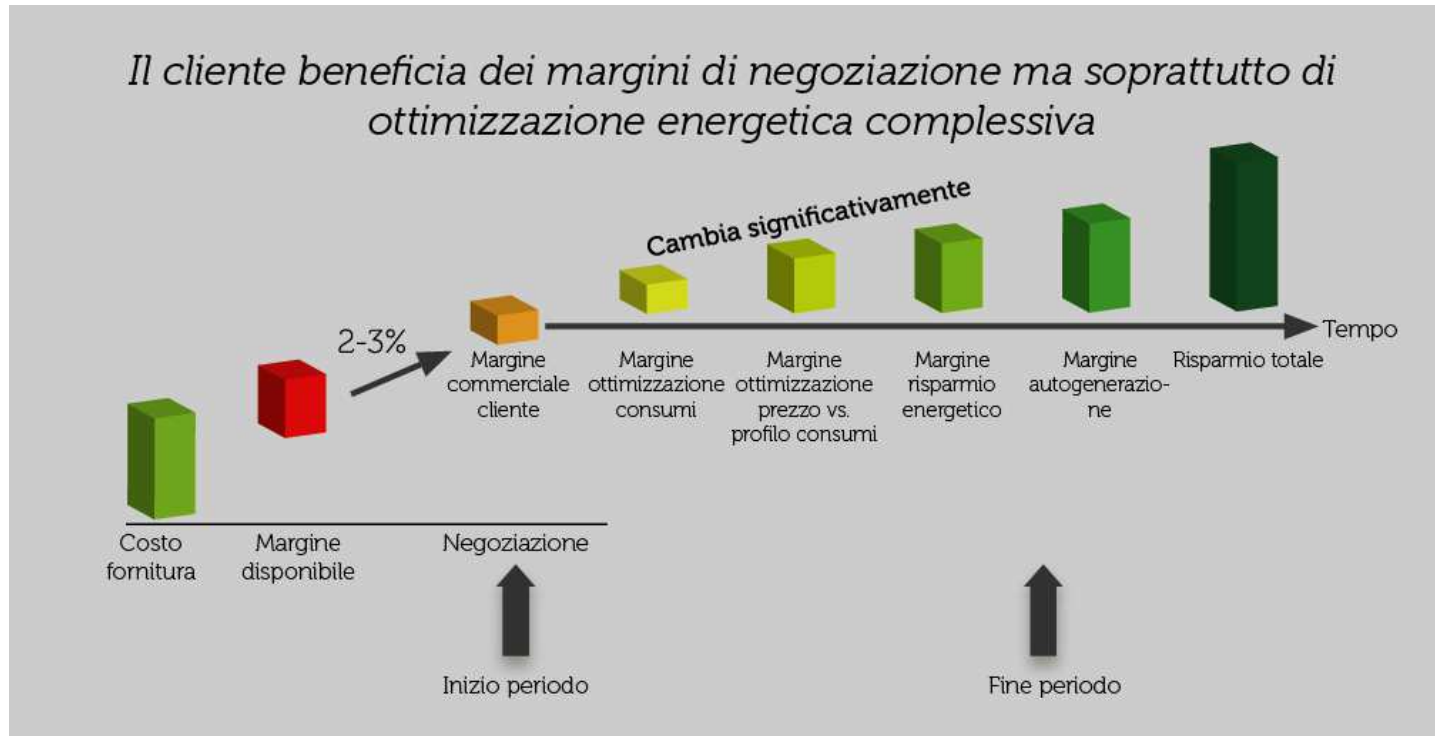 Il cliente beneficia dei margini di negoziazione ma soprattutto di
ottimizzazione energetica complessiva
Cambia significativamente
2-3%
Tempo
Margine
commerciale
cliente
Margine
ottimizzazione
consumi
Margine
ottimizzazione
prezzo vs.
profilo consumi
Margine
risparmio
energetico
Margine
autogenerazio-
ne
Risparmio totale
Costo
fornitura
Margine
disponibile
Negoziazione
Inizio periodo
Fine periodo